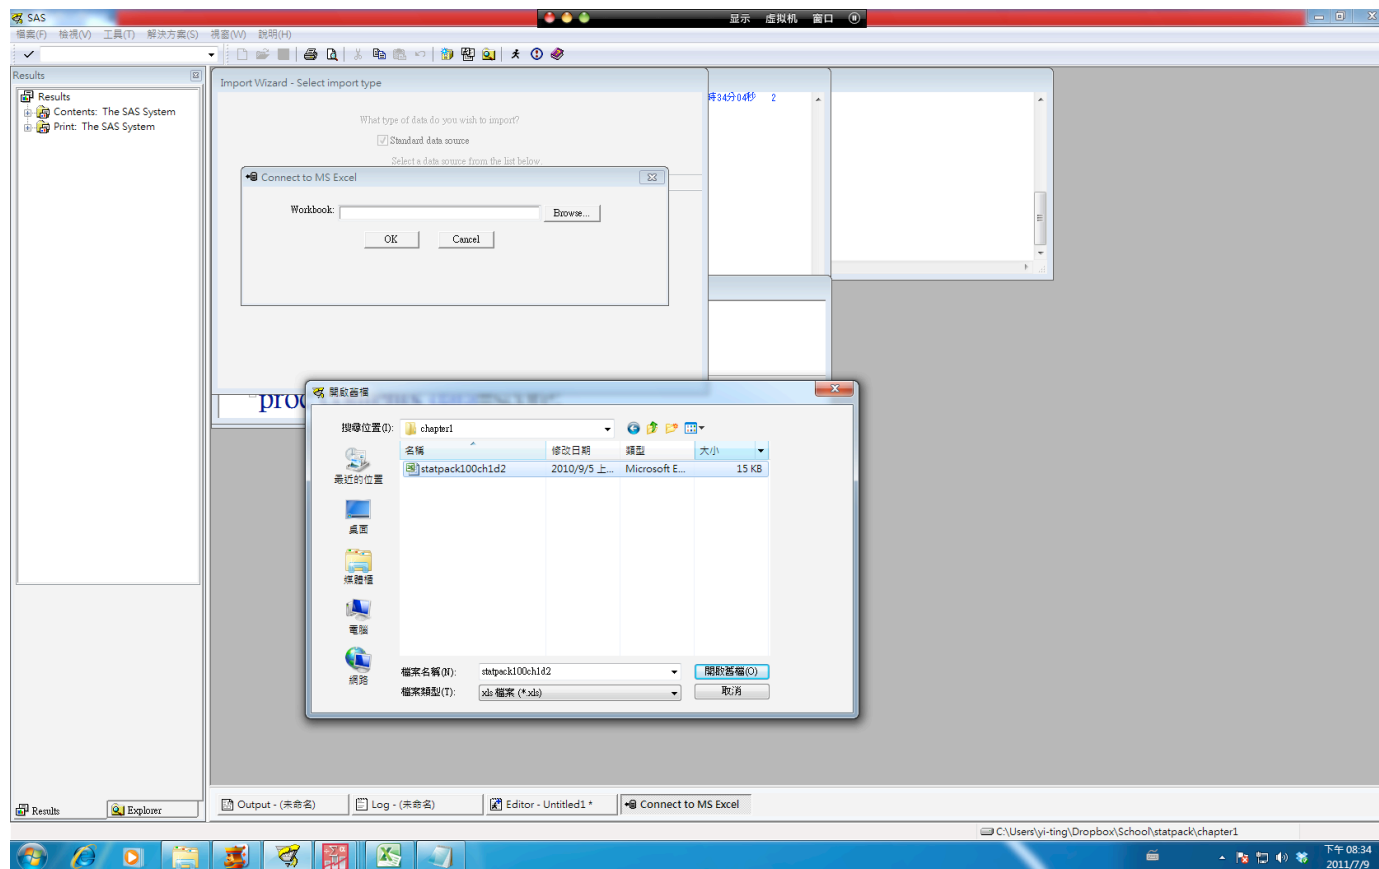 SAS
显示 虚拟机 窗口
檔案(F) 檢視(V) 工具(T) 解決方案(S) 視窗(W) 說明(H)
Results
Results
Contents: The SAS System
Print: The SAS System
Import Wizard - Select import type
What type of data do you wish to import?
Standard data source
Select a data source from the list below.
時34分04秒 2
Connect to MS Excel
Workbook:
Browse...
OK
Cancel
開啟舊檔
搜尋位置(I):
chapter1
名稱
修改日期
類型
大小
statpack100ch1d2
2010/9/5 上...
Microsoft E...
15 KB
最近的位置
桌面
媒體櫃
電腦
網路
檔案名稱(N):
statpack100ch1d2
開啟舊檔(O)
檔案類型(T):
xls 檔案 (*.xls)
取消
Results
Explorer
Output - (未命名)
Log - (未命名)
Editor - Untitled1 *
Connect to MS Excel
C:\Users\yi-ting\Dropbox\School\statpack\chapter1
下午 08:34
2011/7/9